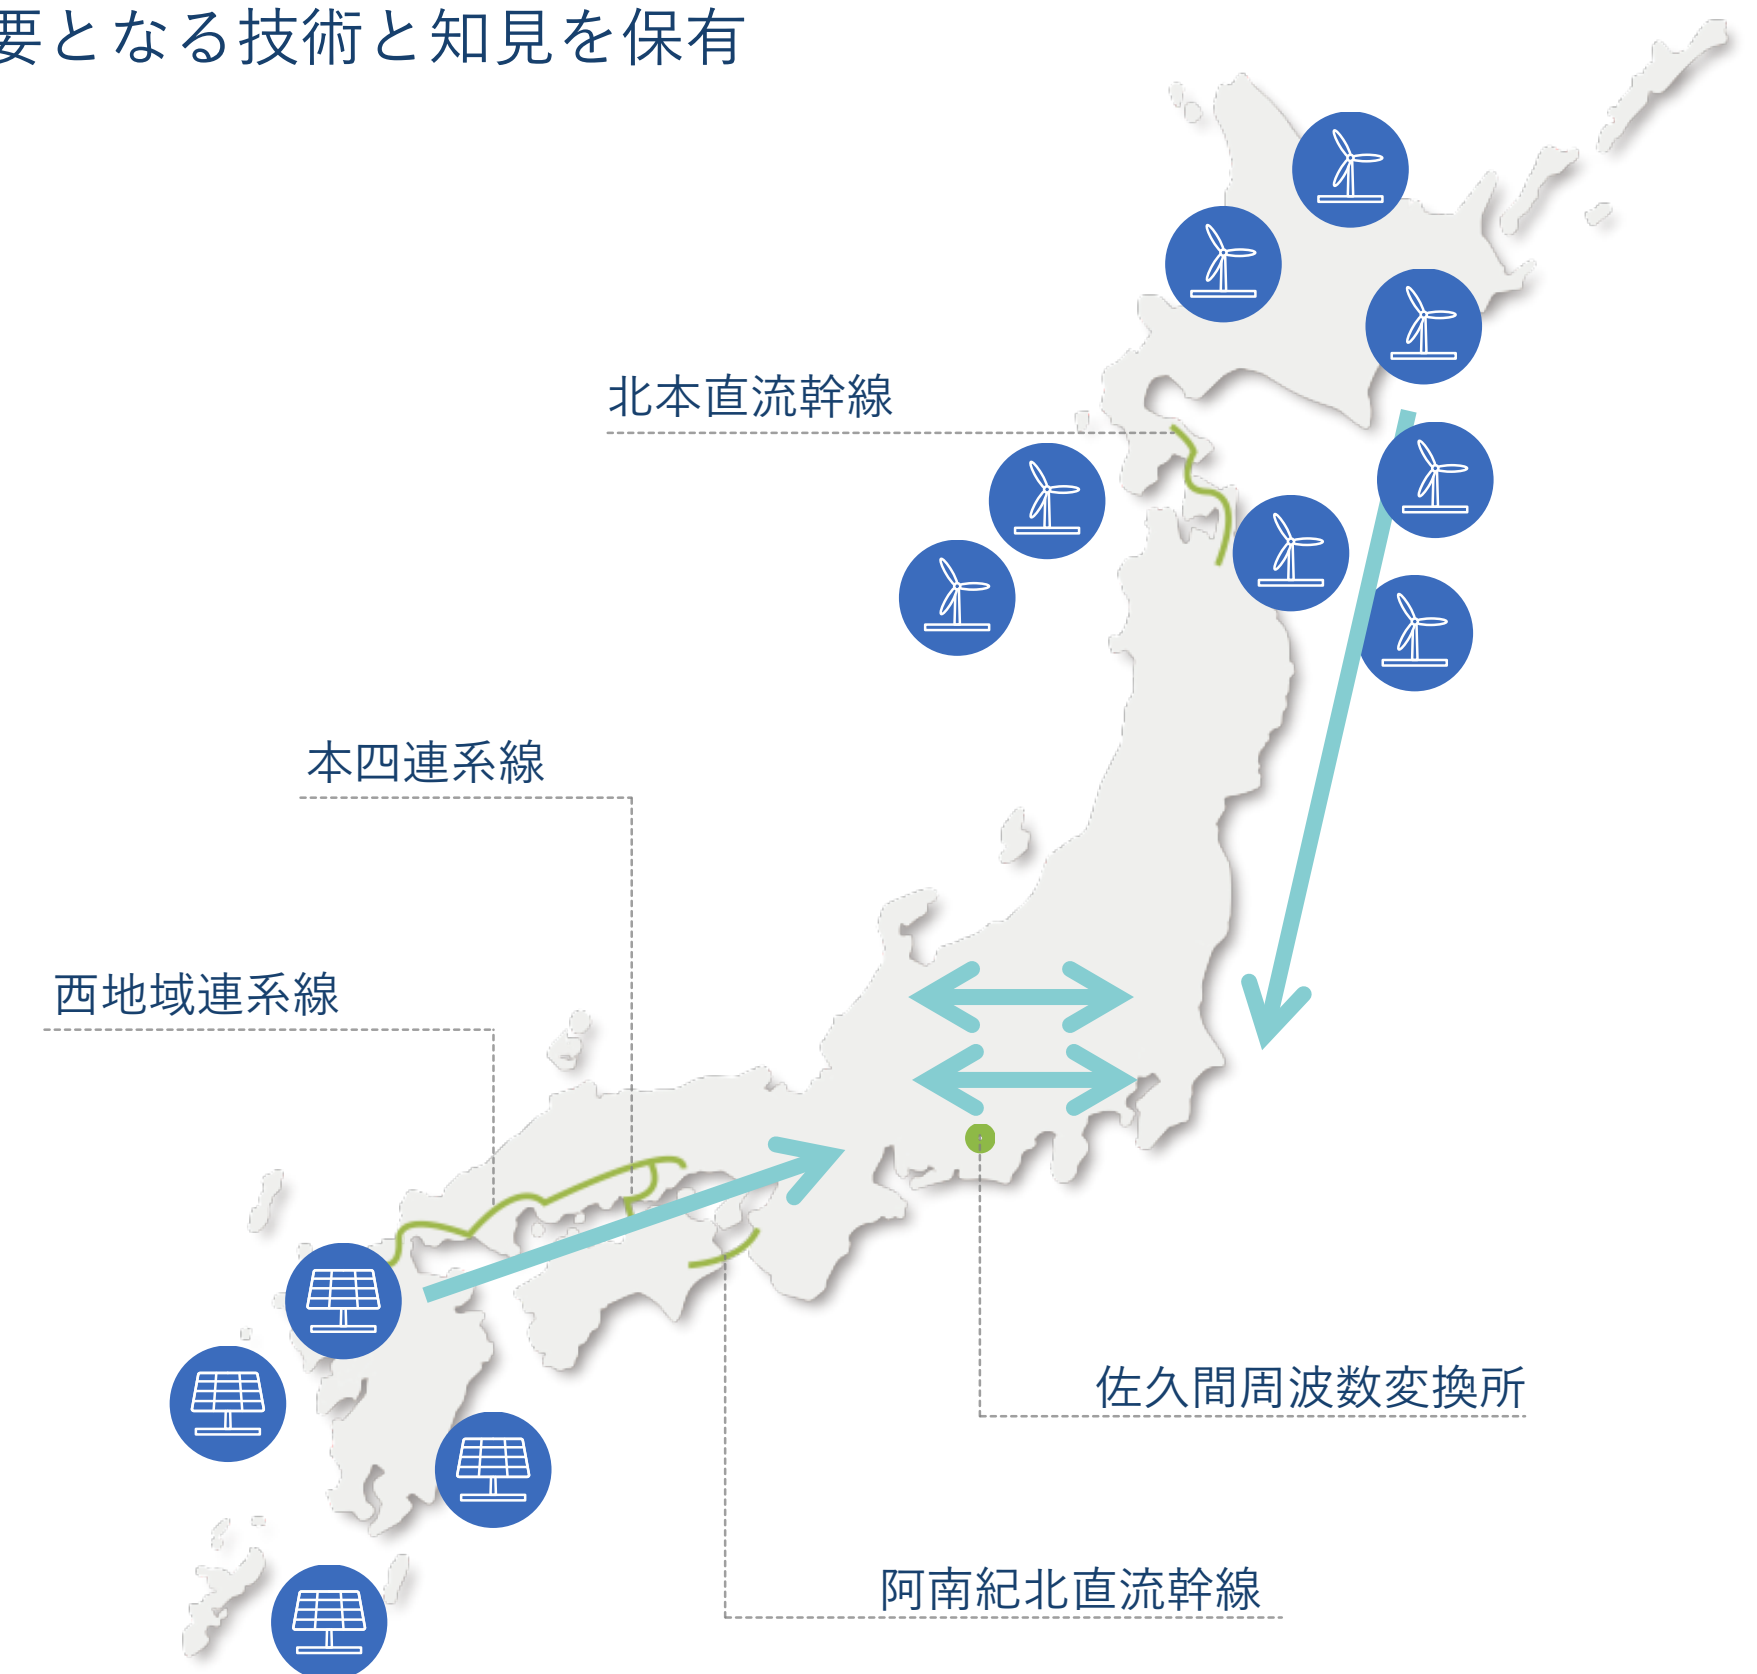 要となる技術と知見を保有
北本直流幹線
本四連系線
西地域連系線
佐久間周波数変換所
阿南紀北直流幹線